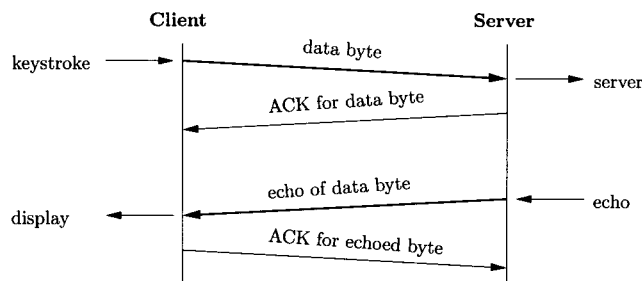 Client
Server
data byte
keystroke
server
ACK for data byte
echo of data byte
display
echo
ACK for echoed byte